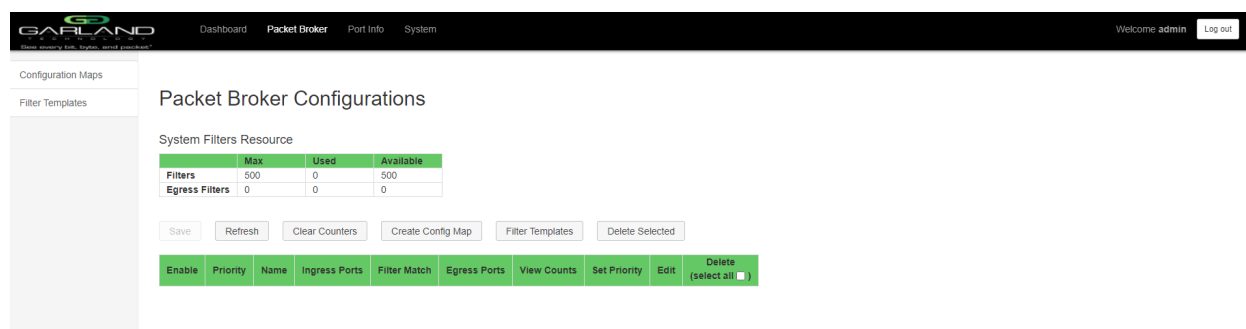 GARLAND
TECHNOLOGY
See every bit, byte, and packet®
Dashboard Packet Broker Port Info System
Welcome admin Log out
Configuration Maps
Filter Templates
Packet Broker Configurations
System Filters Resource
Max Used Available
Filters 500 0 500
Egress Filters 0 0 0
Save Refresh Clear Counters Create Config Map Filter Templates Delete Selected
Enable Priority Name Ingress Ports Filter Match Egress Ports View Counts Set Priority Edit Delete
(select all )